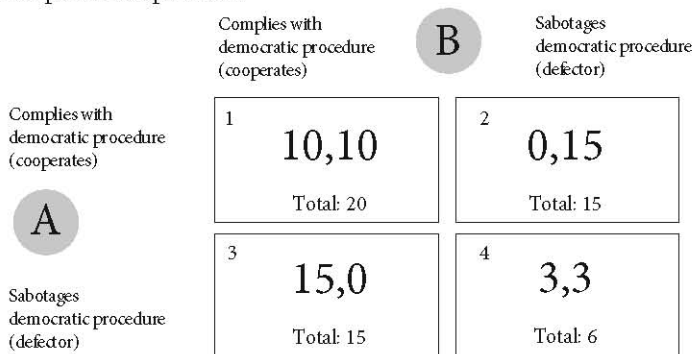 Complies with
democratic procedure
(cooperates)
B
Sabotages
democratic procedure
(defector)
Complies with
democratic procedure
(cooperates)
A
Sabotages
democratic procedure
(defector)
1
10,10
Total: 20
2
0,15
Total: 15
3
15,0
Total: 15
4
3,3
Total: 6